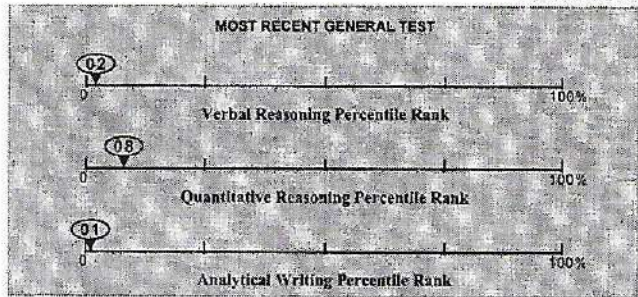 MOST RECENT GENERAL TEST
02
0 100%
Verbal Reasoning Percentile Rank
08
0 100%
Quantitative Reasoning Percentile Rank
01
0 100%
Analytical Writing Percentile Rank